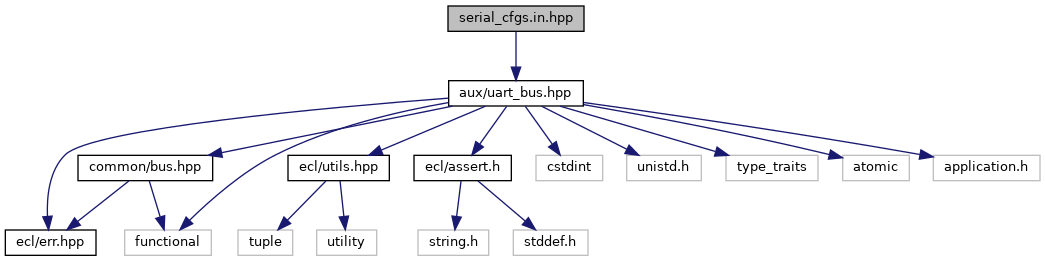 serial_cfgs.in.hpp
aux/uart_bus.hpp
common/bus.hpp
ecl/utils.hpp
ecl/assert.h
cstdint
unistd.h
type_traits
atomic
application.h
ecl/err.hpp
functional
tuple
utility
string.h
stddef.h